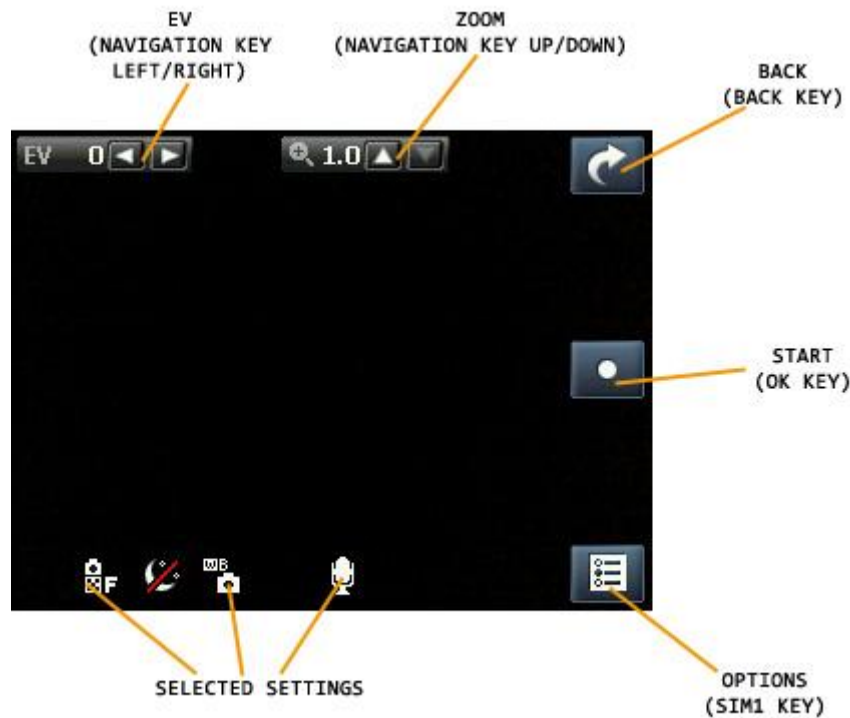 EV
(NAVIGATION KEY
LEFT/RIGHT)
ZOOM
(NAVIGATION KEY UP/DOWN)
BACK
(BACK KEY)
EV 0
1.0
START
(OK KEY)
F
WB
SELECTED SETTINGS
OPTIONS
(SIM1 KEY)